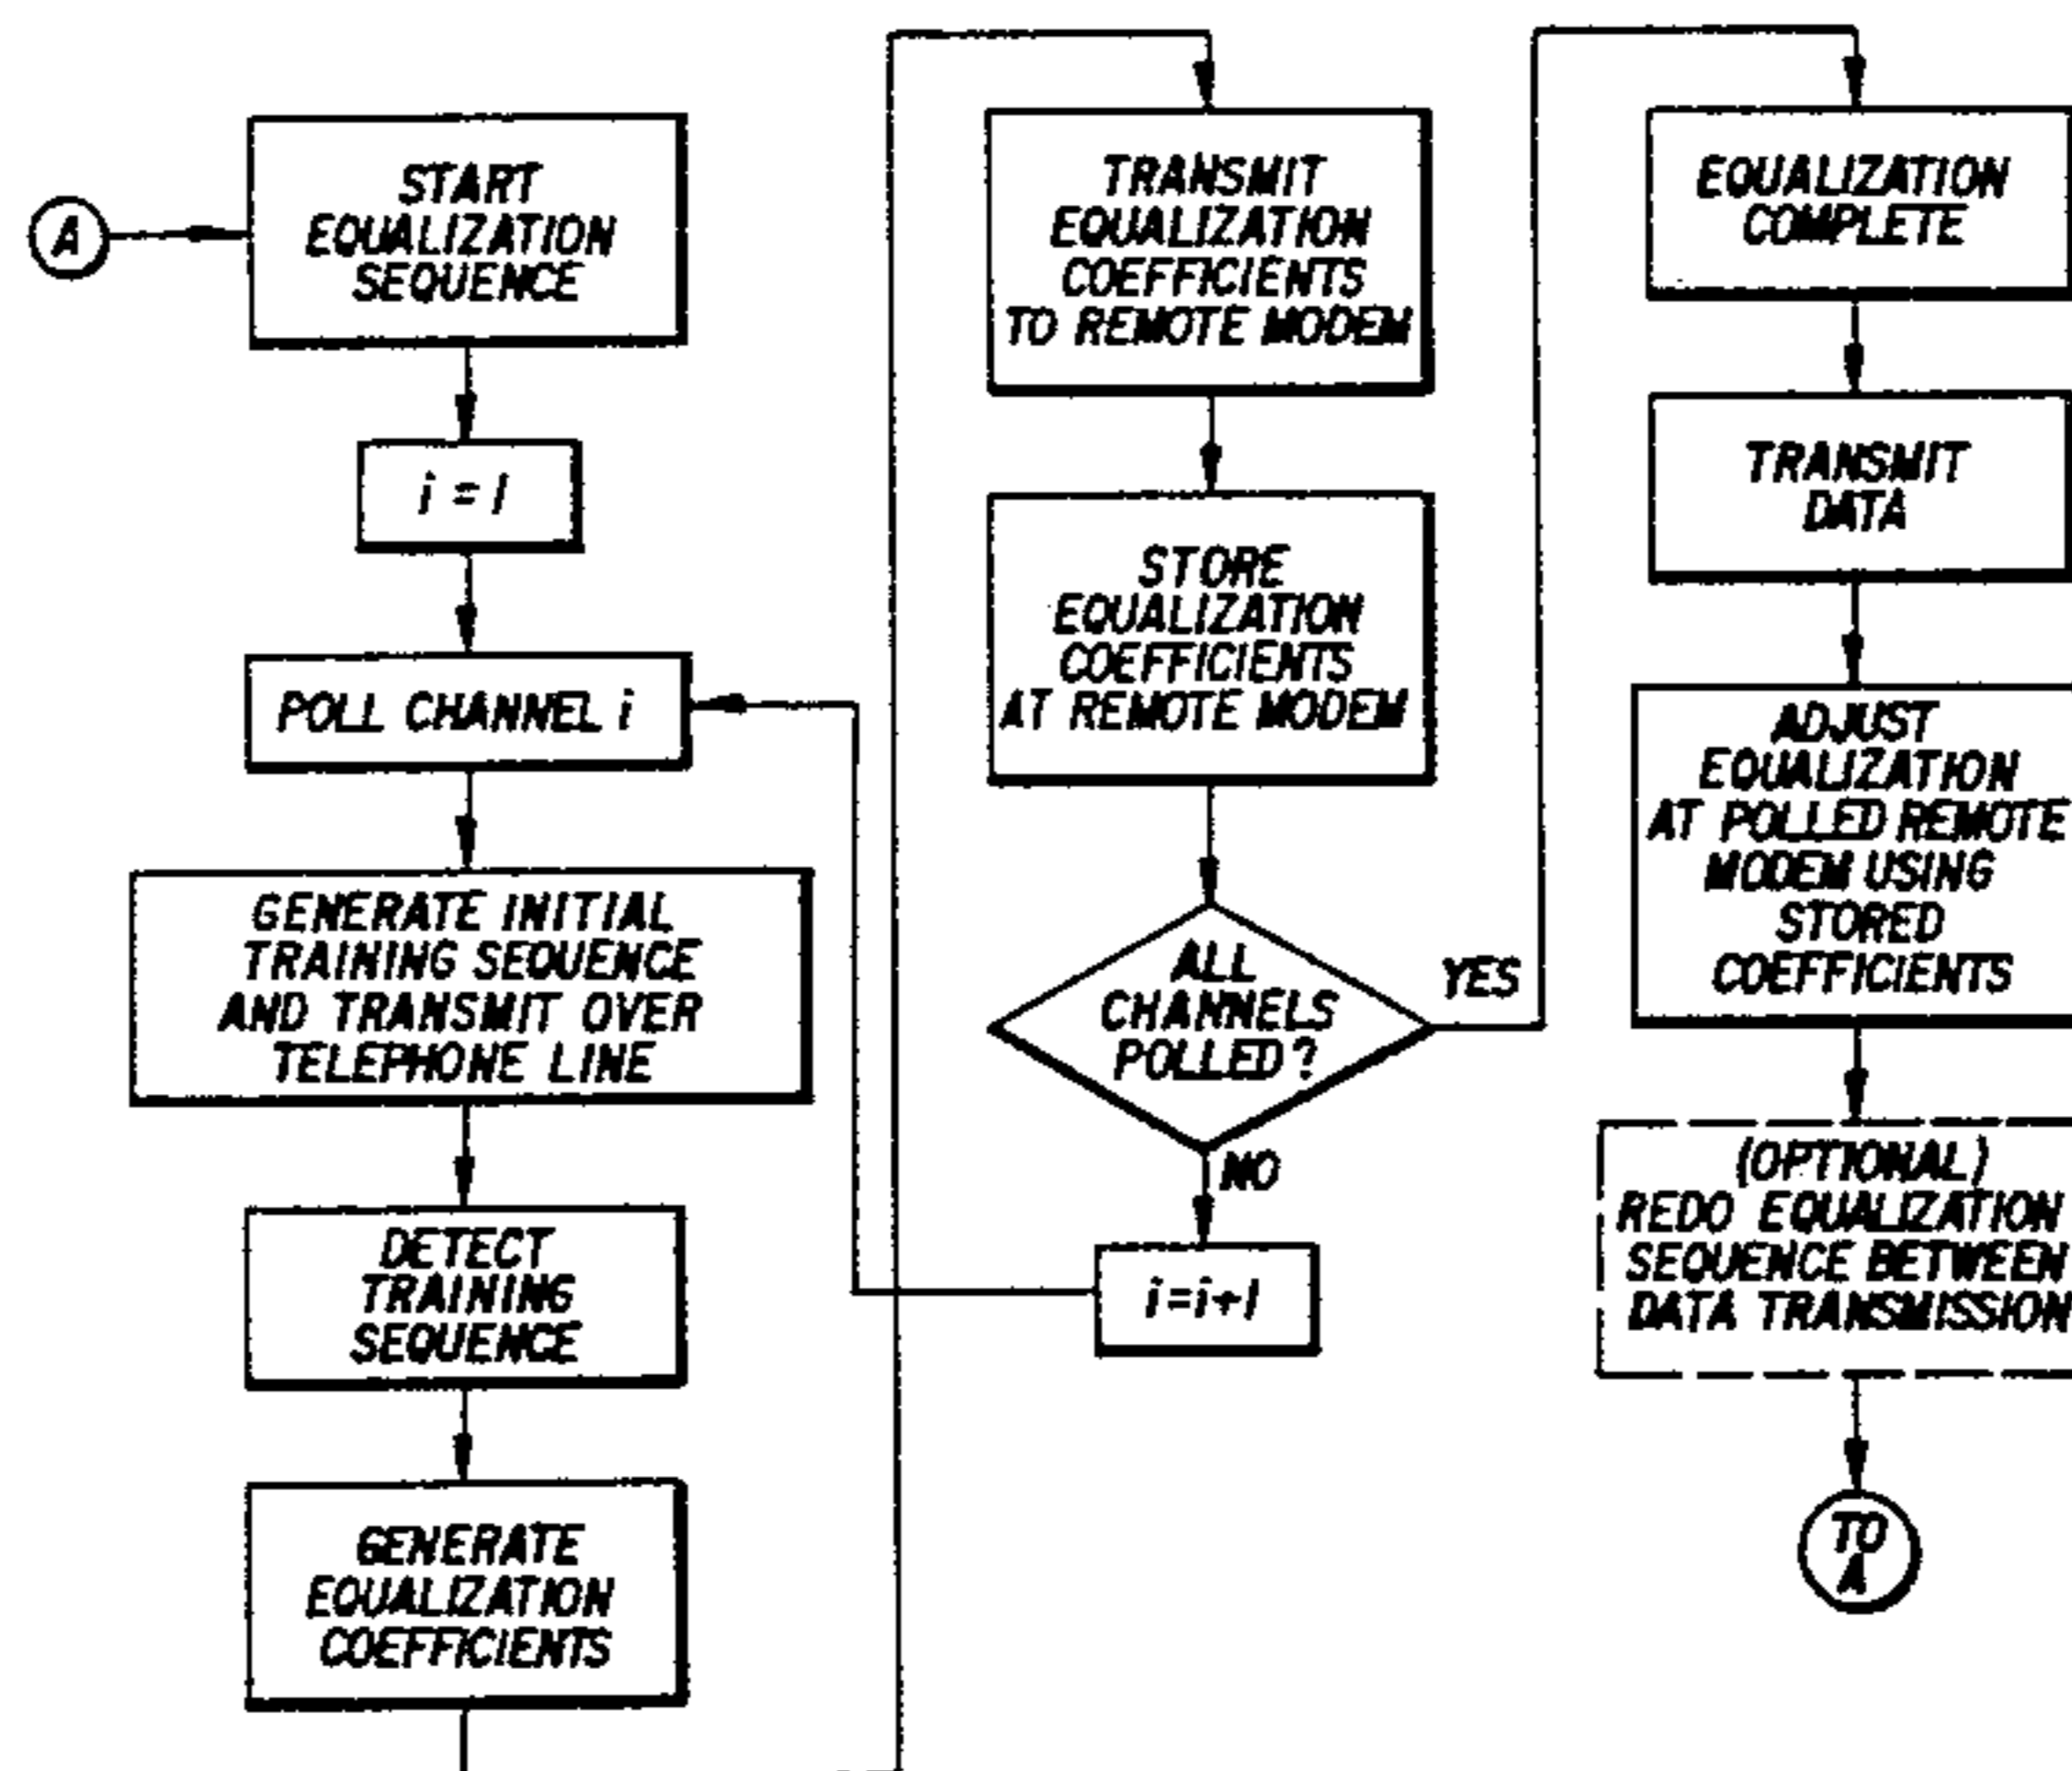 A
START
EQUALIZATION
SEQUENCE
i = 1
POLL CHANNEL i
GENERATE INITIAL
TRAINING SEQUENCE
AND TRANSMIT OVER
TELEPHONE LINE
DETECT
TRAINING
SEQUENCE
GENERATE
EQUALIZATION
COEFFICIENTS
TRANSMIT
EQUALIZATION
COEFFICIENTS
TO REMOTE MODEM
STORE
EQUALIZATION
COEFFICIENTS
AT REMOTE MODEM
ALL
CHANNELS
POLLED?
YES
NO
i=i+1
EQUALIZATION
COMPLETE
TRANSMIT
DATA
ADJUST
EQUALIZATION
AT POLLED REMOTE
MODEM USING
STORED
COEFFICIENTS
(OPTIONAL)
REDO EQUALIZATION
SEQUENCE BETWEEN
DATA TRANSMISSION
TO
A